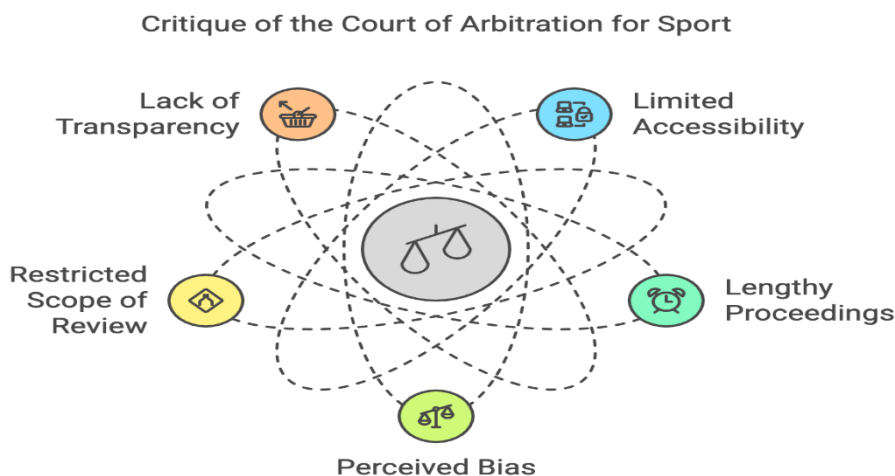 Critique of the Court of Arbitration for Sport
Lack of
Transparency
Limited
Accessibility
Restricted
Scope of
Review
Lengthy
Proceedings
Perceived Bias